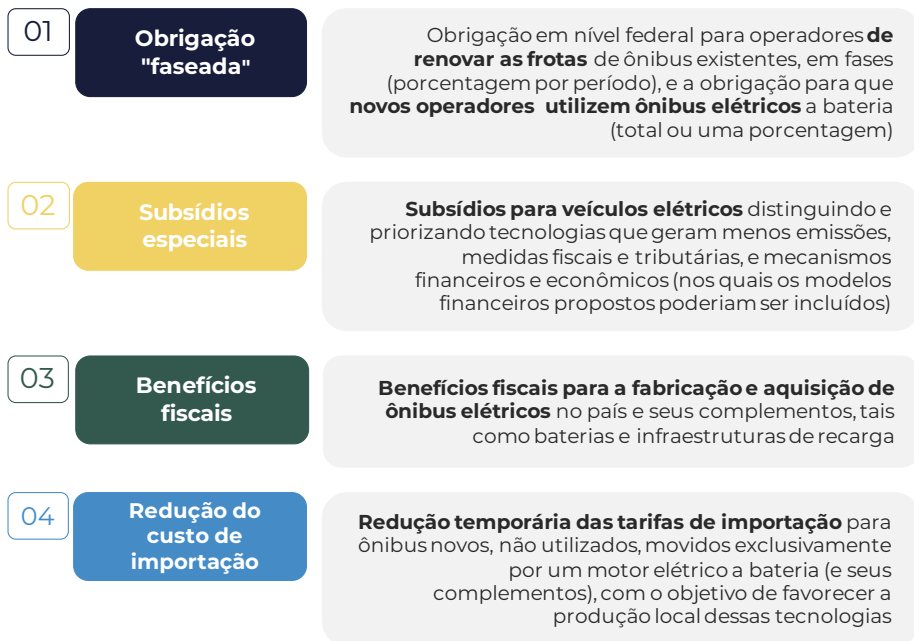 01
Obrigação
"faseada"
Obrigação em nível federal para operadores de
renovar as frotas de ônibus existentes, em fases
(porcentagem por período), e a obrigação para que
novos operadores utilizem ônibus elétricos a bateria
(total ou uma porcentagem)
02
Subsídios
especiais
Subsídios para veículos elétricos distinguindo e
priorizando tecnologias que geram menos emissões,
medidas fiscais e tributárias, e mecanismos
financeiros e econômicos (nos quais os modelos
financeiros propostos poderiam ser incluídos)
03
Benefícios
fiscais
Benefícios fiscais para a fabricação e aquisição de
ônibus elétricos no país e seus complementos, tais
como baterias e infraestruturas de recarga
04
Redução do
custo de
importação
Redução temporária das tarifas de importação para
ônibus novos, não utilizados, movidos exclusivamente
por um motor elétrico a bateria (e seus
complementos), com o objetivo de favorecer a
produção local dessas tecnologias